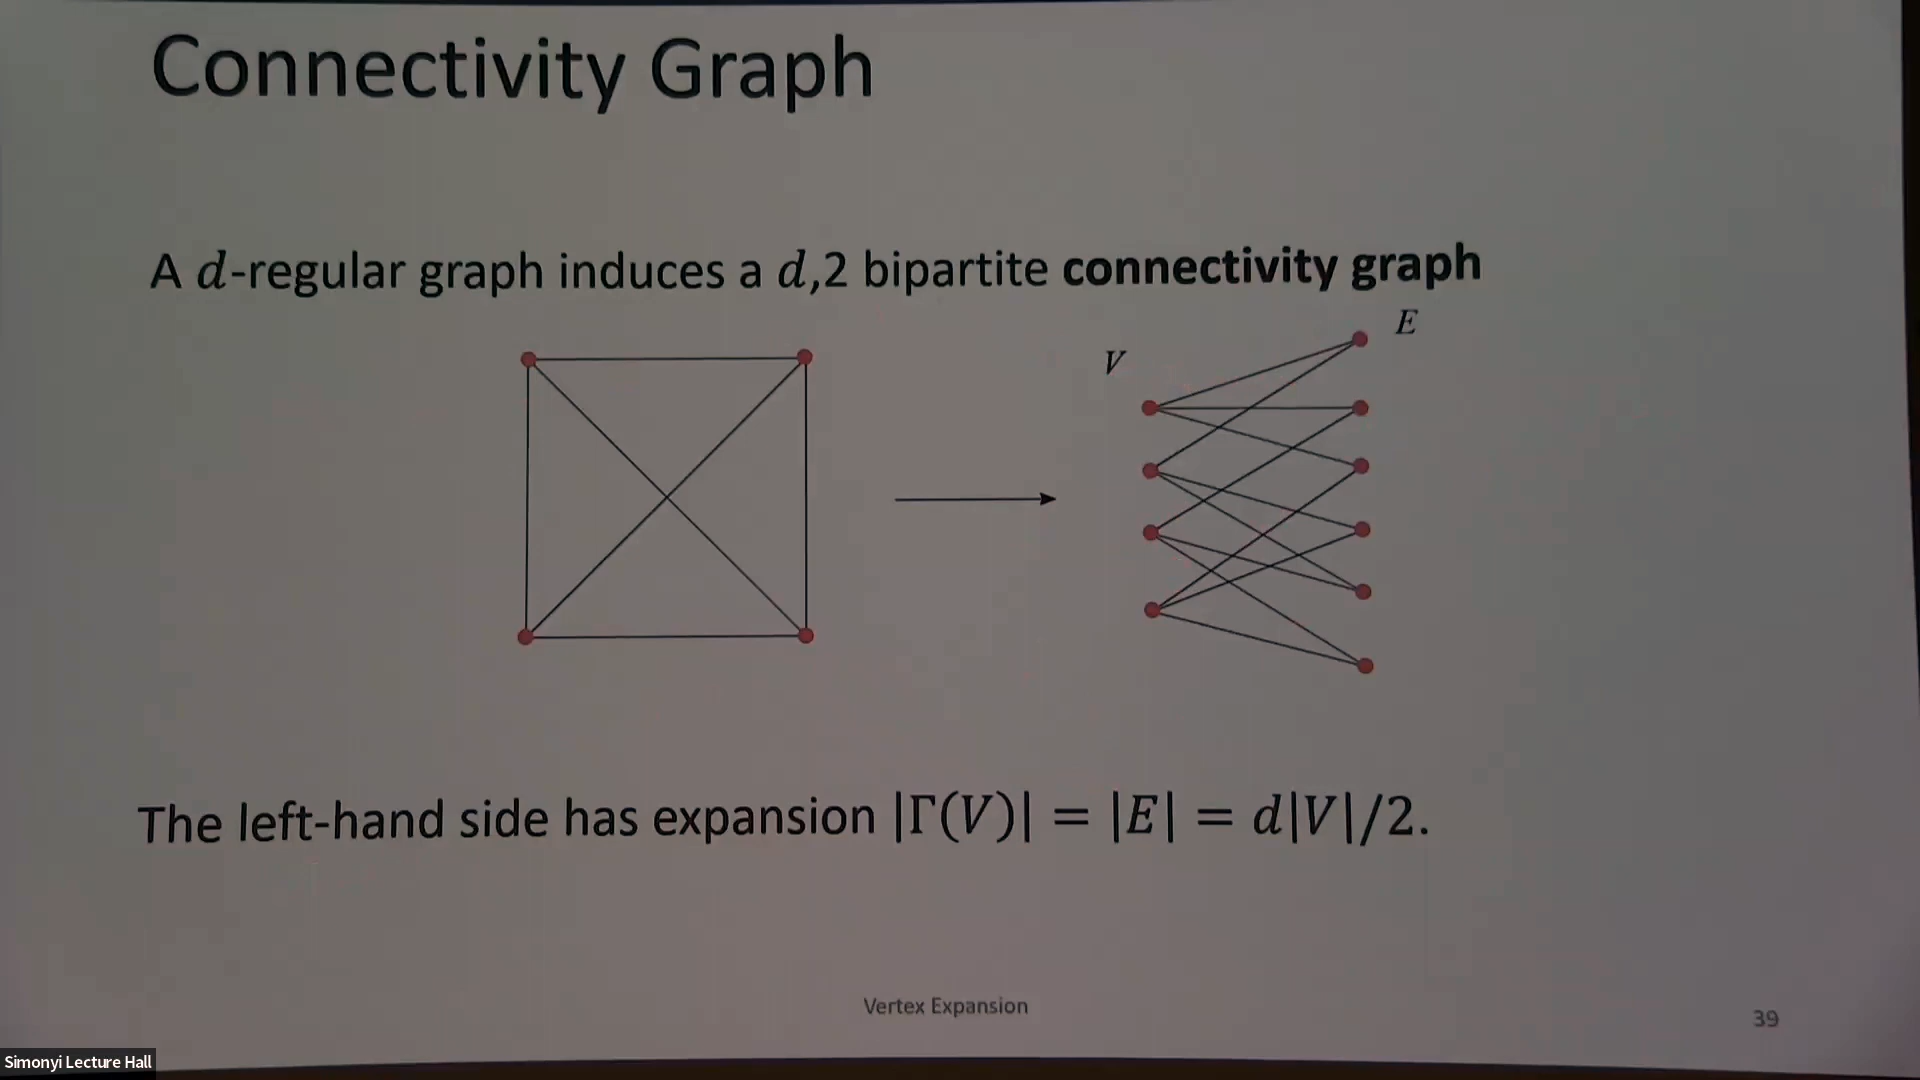 Connectivity Graph
A d-regular graph induces a d,2 bipartite connectivity graph
E
V
The left-hand side has expansion |Γ(V)| = |E| = d|V|/2.
Vertex Expansion
39
Simonyi Lecture Hall